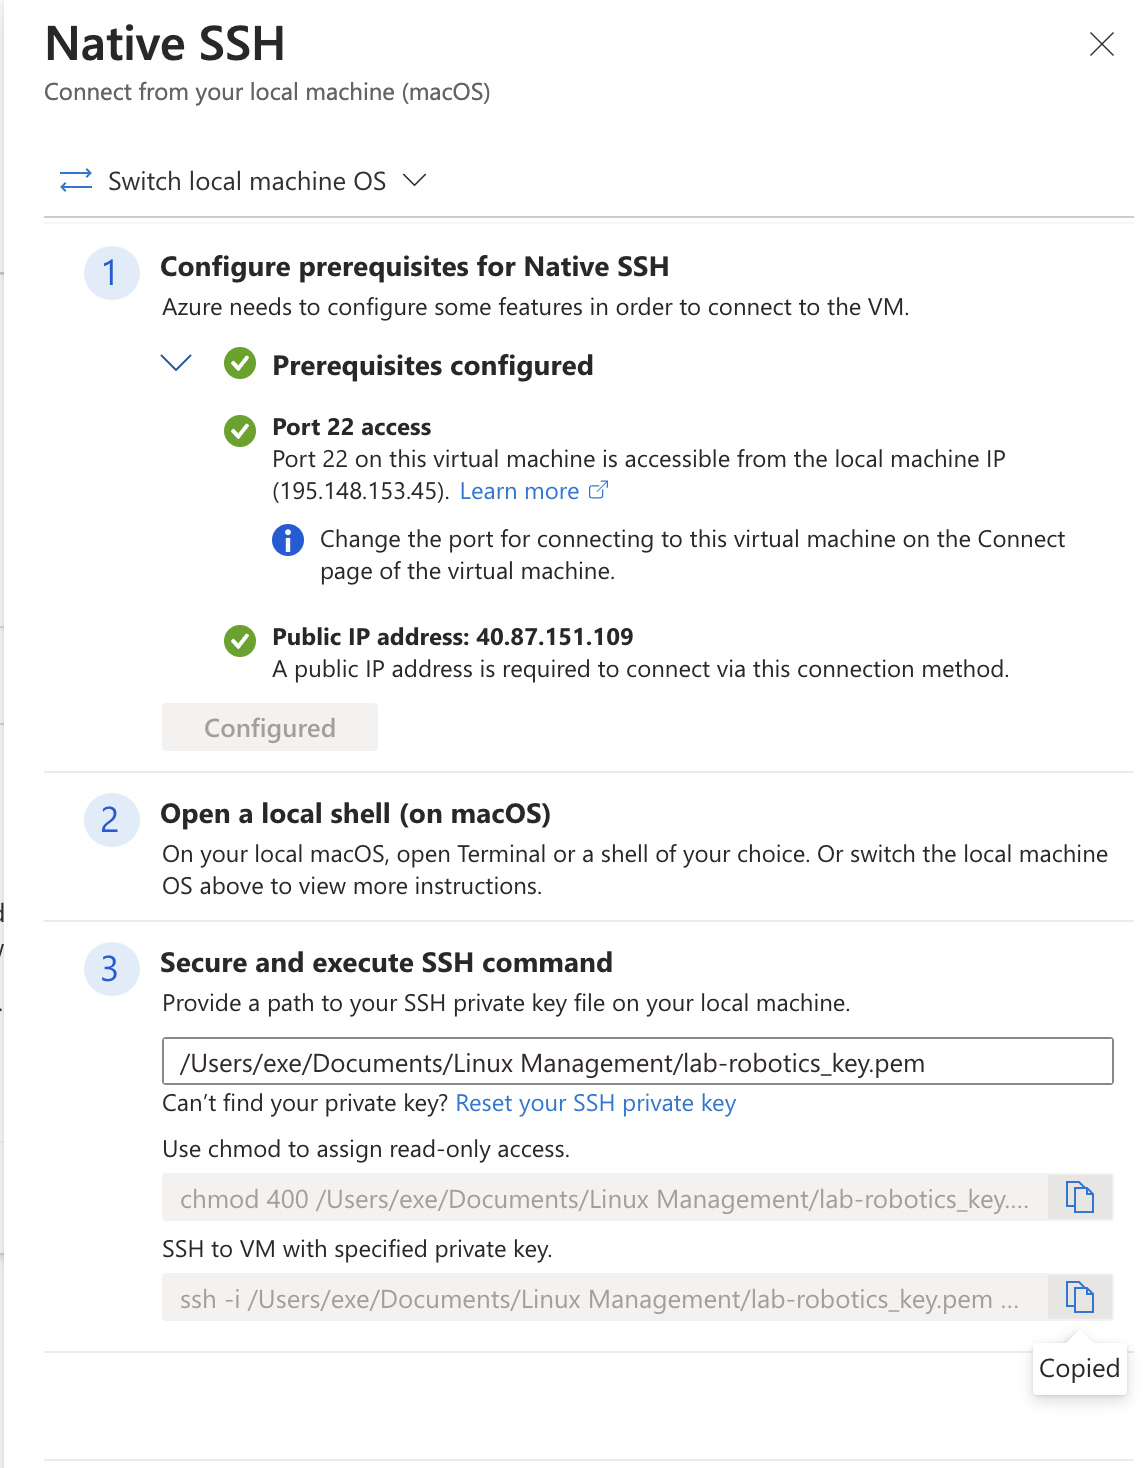 Native SSH
Connect from your local machine (macOS)
Switch local machine OS
1
Configure prerequisites for Native SSH
Azure needs to configure some features in order to connect to the VM.
Prerequisites configured
Port 22 access
Port 22 on this virtual machine is accessible from the local machine IP
(195.148.153.45). Learn more
Change the port for connecting to this virtual machine on the Connect
page of the virtual machine.
Public IP address: 40.87.151.109
A public IP address is required to connect via this connection method.
Configured
2
Open a local shell (on macOS)
On your local macOS, open Terminal or a shell of your choice. Or switch the local machine
OS above to view more instructions.
3
Secure and execute SSH command
Provide a path to your SSH private key file on your local machine.
/Users/exe/Documents/Linux Management/lab-robotics_key.pem
Can't find your private key? Reset your SSH private key
Use chmod to assign read-only access.
chmod 400 /Users/exe/Documents/Linux Management/lab-robotics_key....
SSH to VM with specified private key.
ssh -i /Users/exe/Documents/Linux Management/lab-robotics_key.pem ...
Copied